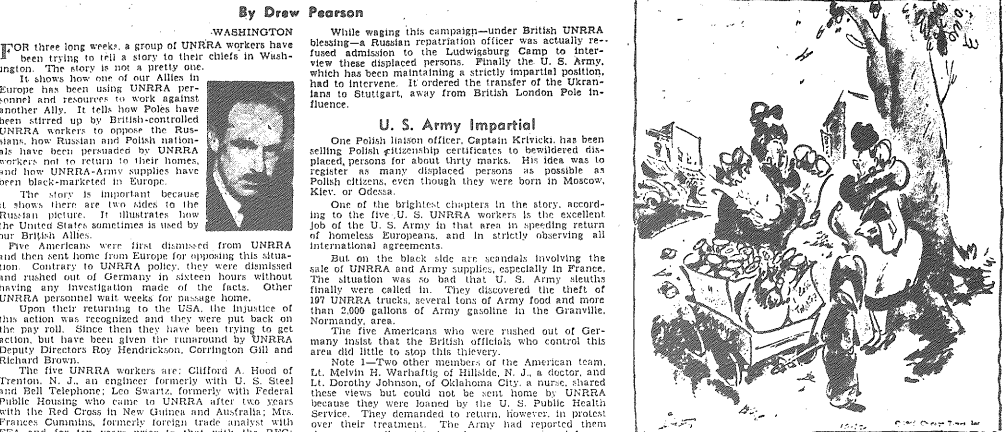 By Drew Pearson
WASHINGTON
FOR three long weeks, a group of UNRRA workers have
been trying to tell a story to their chiefs in Wash-
ington. The story is not a pretty one.
It shows how one of our Allies in
Europe has been using UNRRA per-
sonnel and resources to work against
another Ally. It tells how Poles have
been stirred up by British-controlled
UNRRA workers to oppose the Rus-
sians, how Russian and Polish nation-
als have been persuaded by UNRRA
workers not to return to their homes,
and how UNRRA-Army supplies have
been black-marketed in Europe.
The story is important because
it shows there are two sides to the
Russian picture. It illustrates how
the United States sometimes is used by
our British Allies.
Five Americans were first dismissed from UNRRA
and then sent home from Europe for opposing this situa-
tion. Contrary to UNRRA policy, they were dismissed
and rushed out of Germany in sixteen hours without
having any investigation made of the facts. Other
UNRRA personnel wait weeks for passage home.
Upon their returning to the USA, the injustice of
this action was recognized and they were put back on
the pay roll. Since then they have been trying to get
action, but have been given the runaround by UNRRA
Deputy Directors Roy Hendrickson, Corrington Gill and
Richard Brown.
The five UNRRA workers are: Clifford A. Hood of
Trenton, N. J., an engineer formerly with U. S. Steel
and Bell Telephone; Leo Swartz, formerly with Federal
Public Housing who came to UNRRA after two years
with the Red Cross in New Guinea and Australia; Mrs.
Frances Cummins, formerly foreign trade analyst with
While waging this campaign—under British UNRRA
blessing—a Russian repatriation officer was actually re-
fused admission to the Ludwigsburg Camp to inter-
view these displaced persons. Finally the U. S. Army,
which has been maintaining a strictly impartial position,
had to intervene. It ordered the transfer of the Ukran-
ians to Stuttgart, away from British London Pole in-
fluence.
U. S. Army Impartial
One Polish liaison officer, Captain Krivicki, has been
selling Polish citizenship certificates to bewildered dis-
placed, persons for about thrty marks. His idea was to
register as many displaced persons as possible as
Polish citizens, even though they were born in Moscow,
Kiev, or Odessa.
One of the brightest chapters in the story, accord-
ing to the five U. S. UNRRA workers is the excellent
job of the U. S. Army in that area in speeding return
of homeless Europeans, and in strictly observing all
international agreements.
But on the black side are scandals involving the
sale of UNRRA and Army supplies, especially in France.
The situation was so bad that U. S. Army sleuths
finally were called in. They discovered the theft of
197 UNRRA trucks, several tons of Army food and more
than 2,000 gallons of Army gasoline in the Granville,
Normandy, area.
The five Americans who were rushed out of Ger-
many insist that the British officials who control this
area did little to stop this thievery.
Note 1—Two other members of the American team,
Lt. Melvin H. Warhaftig of Hillside, N. J., a doctor, and
Lt. Dorothy Johnson, of Oklahoma City, a nurse, shared
these views but could not be sent home by UNRRA
because they were loaned by the U. S. Public Health
Service. They demanded to return, however, in protest
over their treatment. The Army had reported them